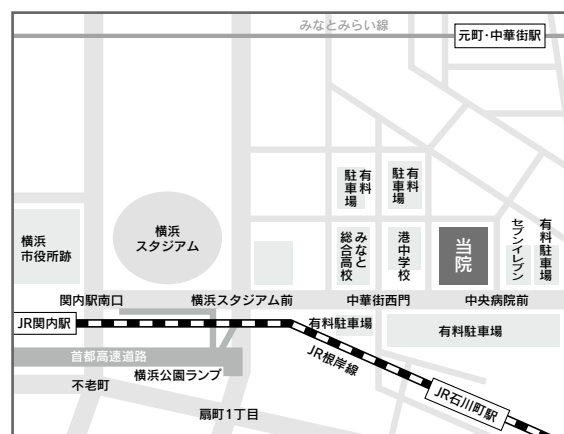 みなとみらい線
元町・中華街駅
有料
駐車場
有料
駐車場
横浜
市役所跡
横浜
スタジアム
みなと
総合高校
港中学校
当院
セブンイレブン
有料駐車場
関内駅南口
横浜スタジアム前
中華街西門
中央病院前
JR関内駅
有料駐車場
有料駐車場
首都高速道路
JR根岸線
横浜公園ランプ
不老町
JR石川町駅
扇町1丁目